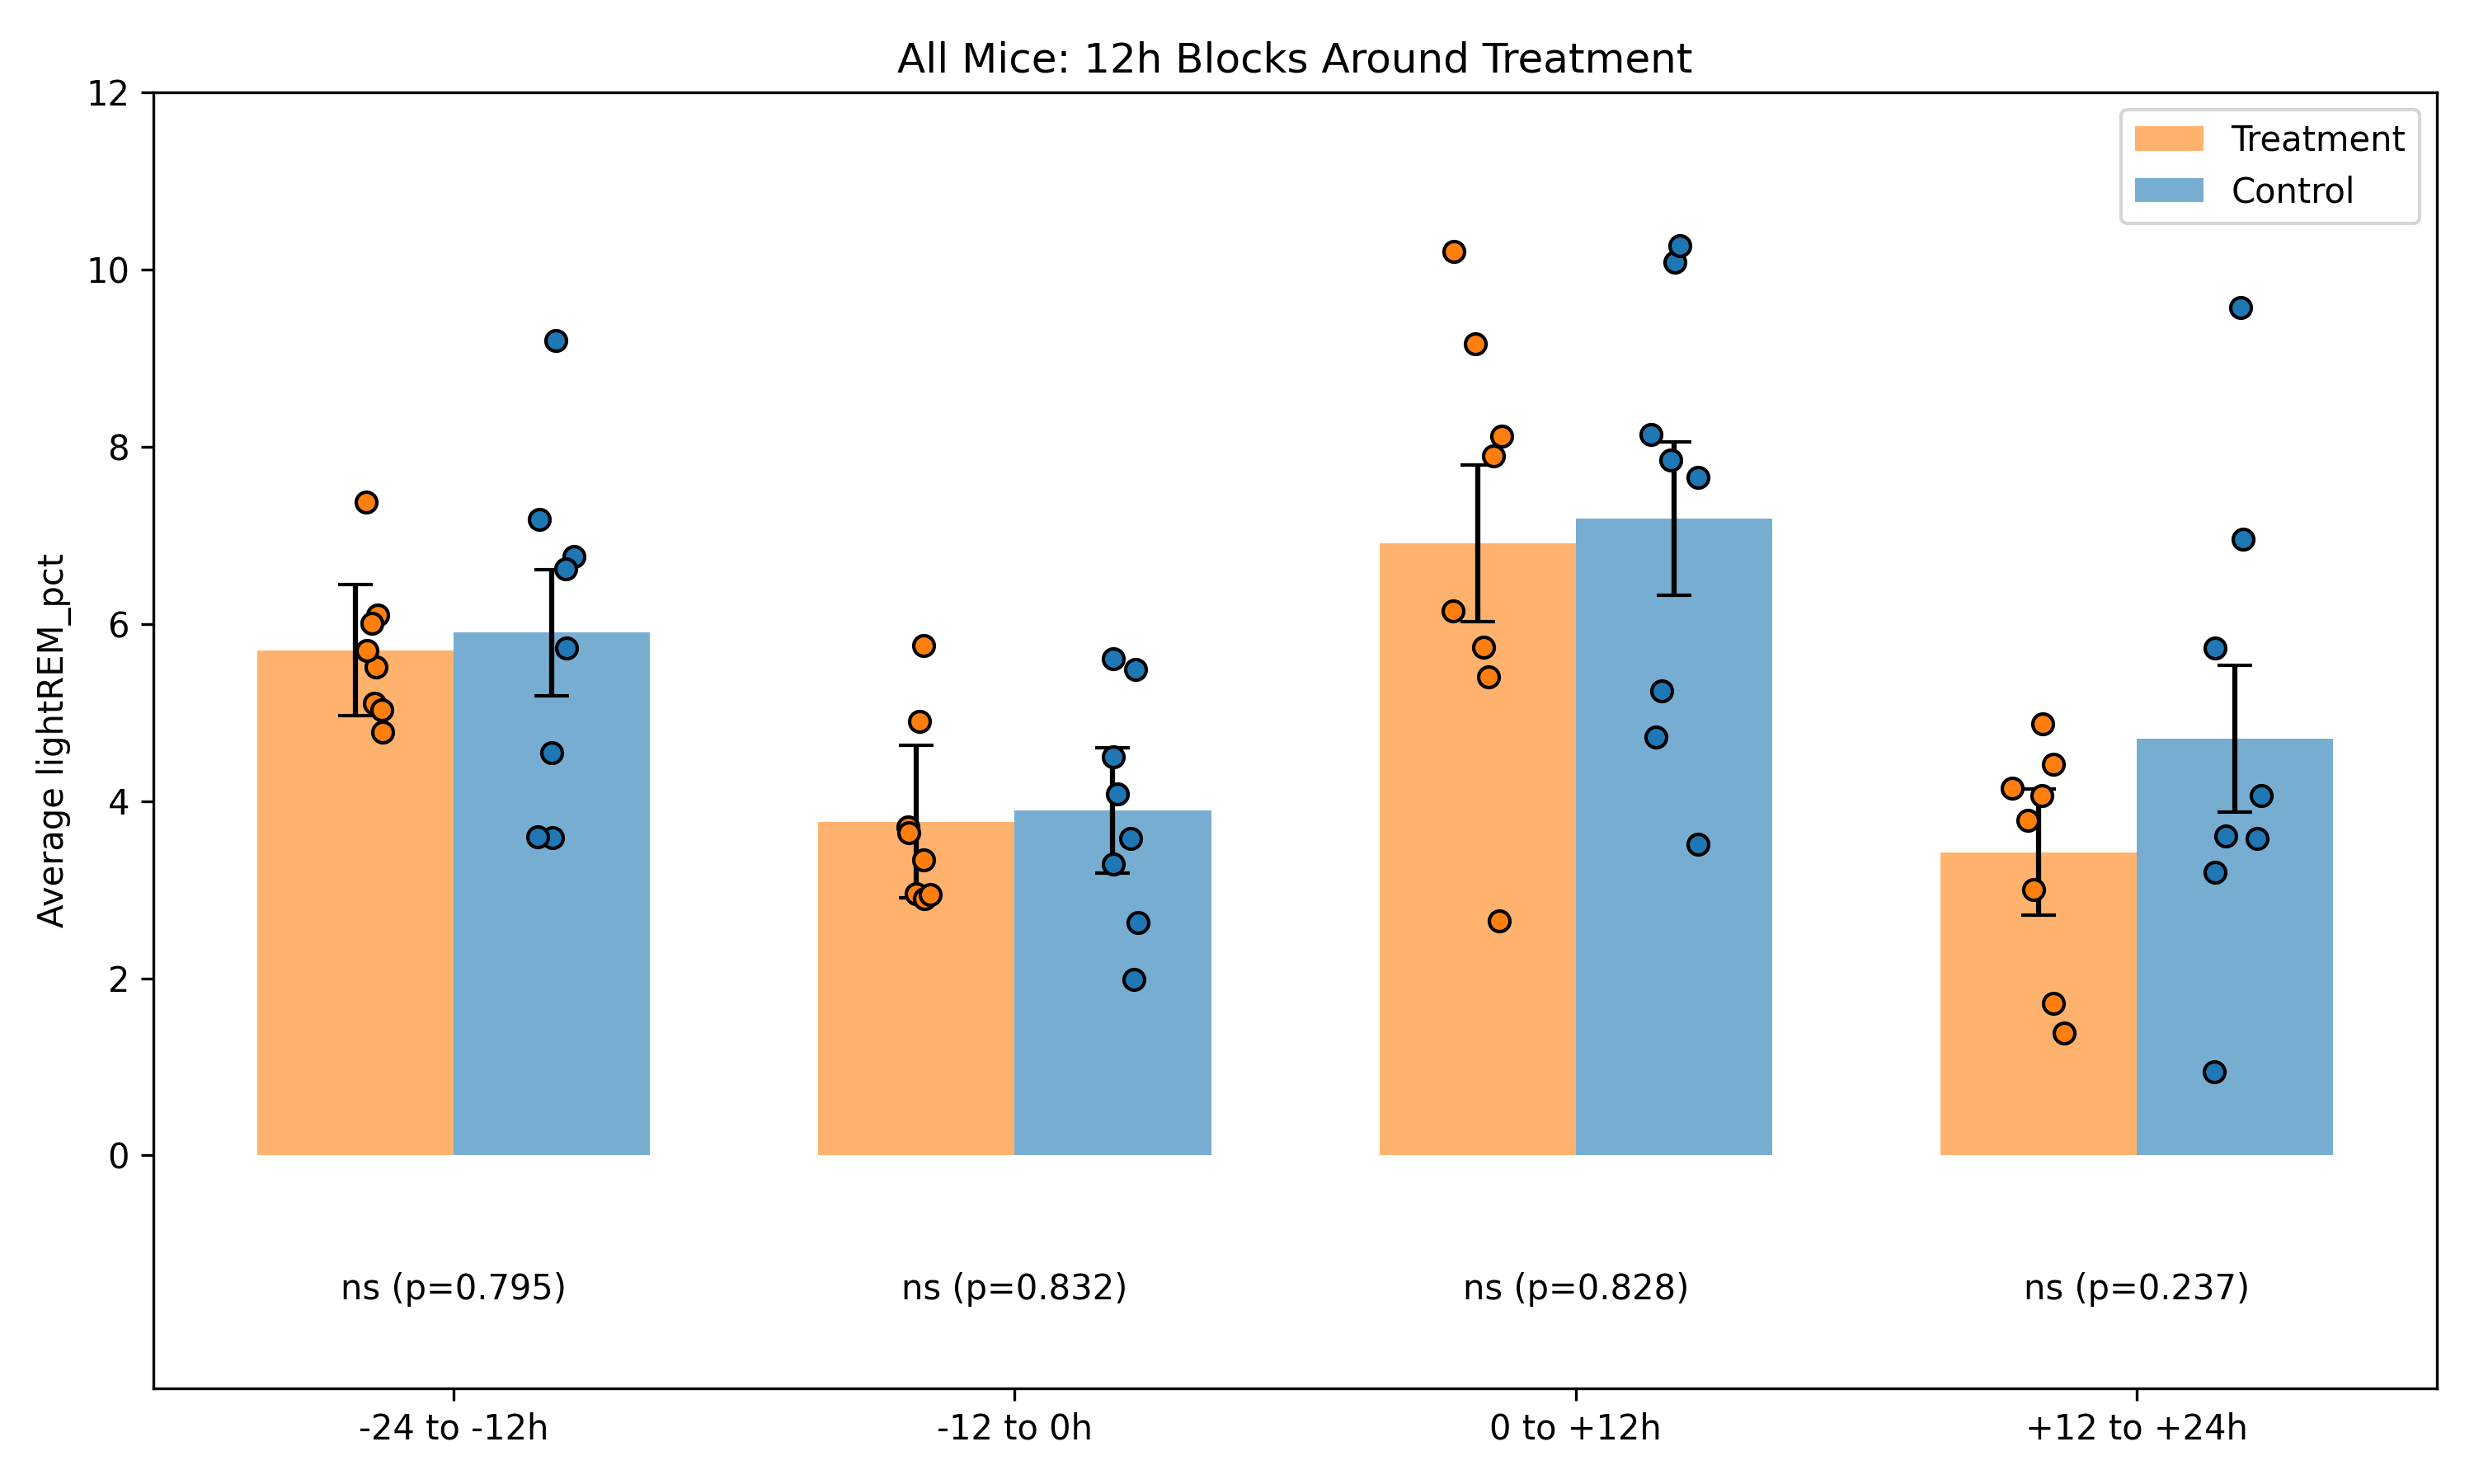 All Mice: 12h Blocks Around Treatment
12
10
8
6
4
2
0
Average lightREM_pct
Treatment
Control
ns (p=0.795)
ns (p=0.832)
ns (p=0.828)
ns (p=0.237)
-24 to -12h
-12 to 0h
0 to +12h
+12 to +24h